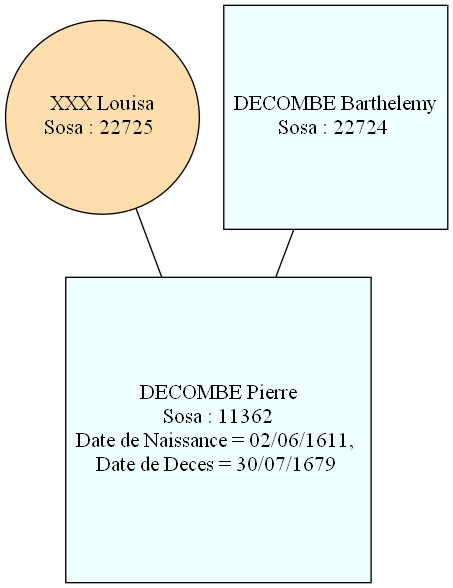 XXX Louisa
Sosa : 22725
DECOMBE Barthelemy
Sosa : 22724
DECOMBE Pierre
Sosa : 11362
Date de Naissance = 02/06/1611,
Date de Deces = 30/07/1679